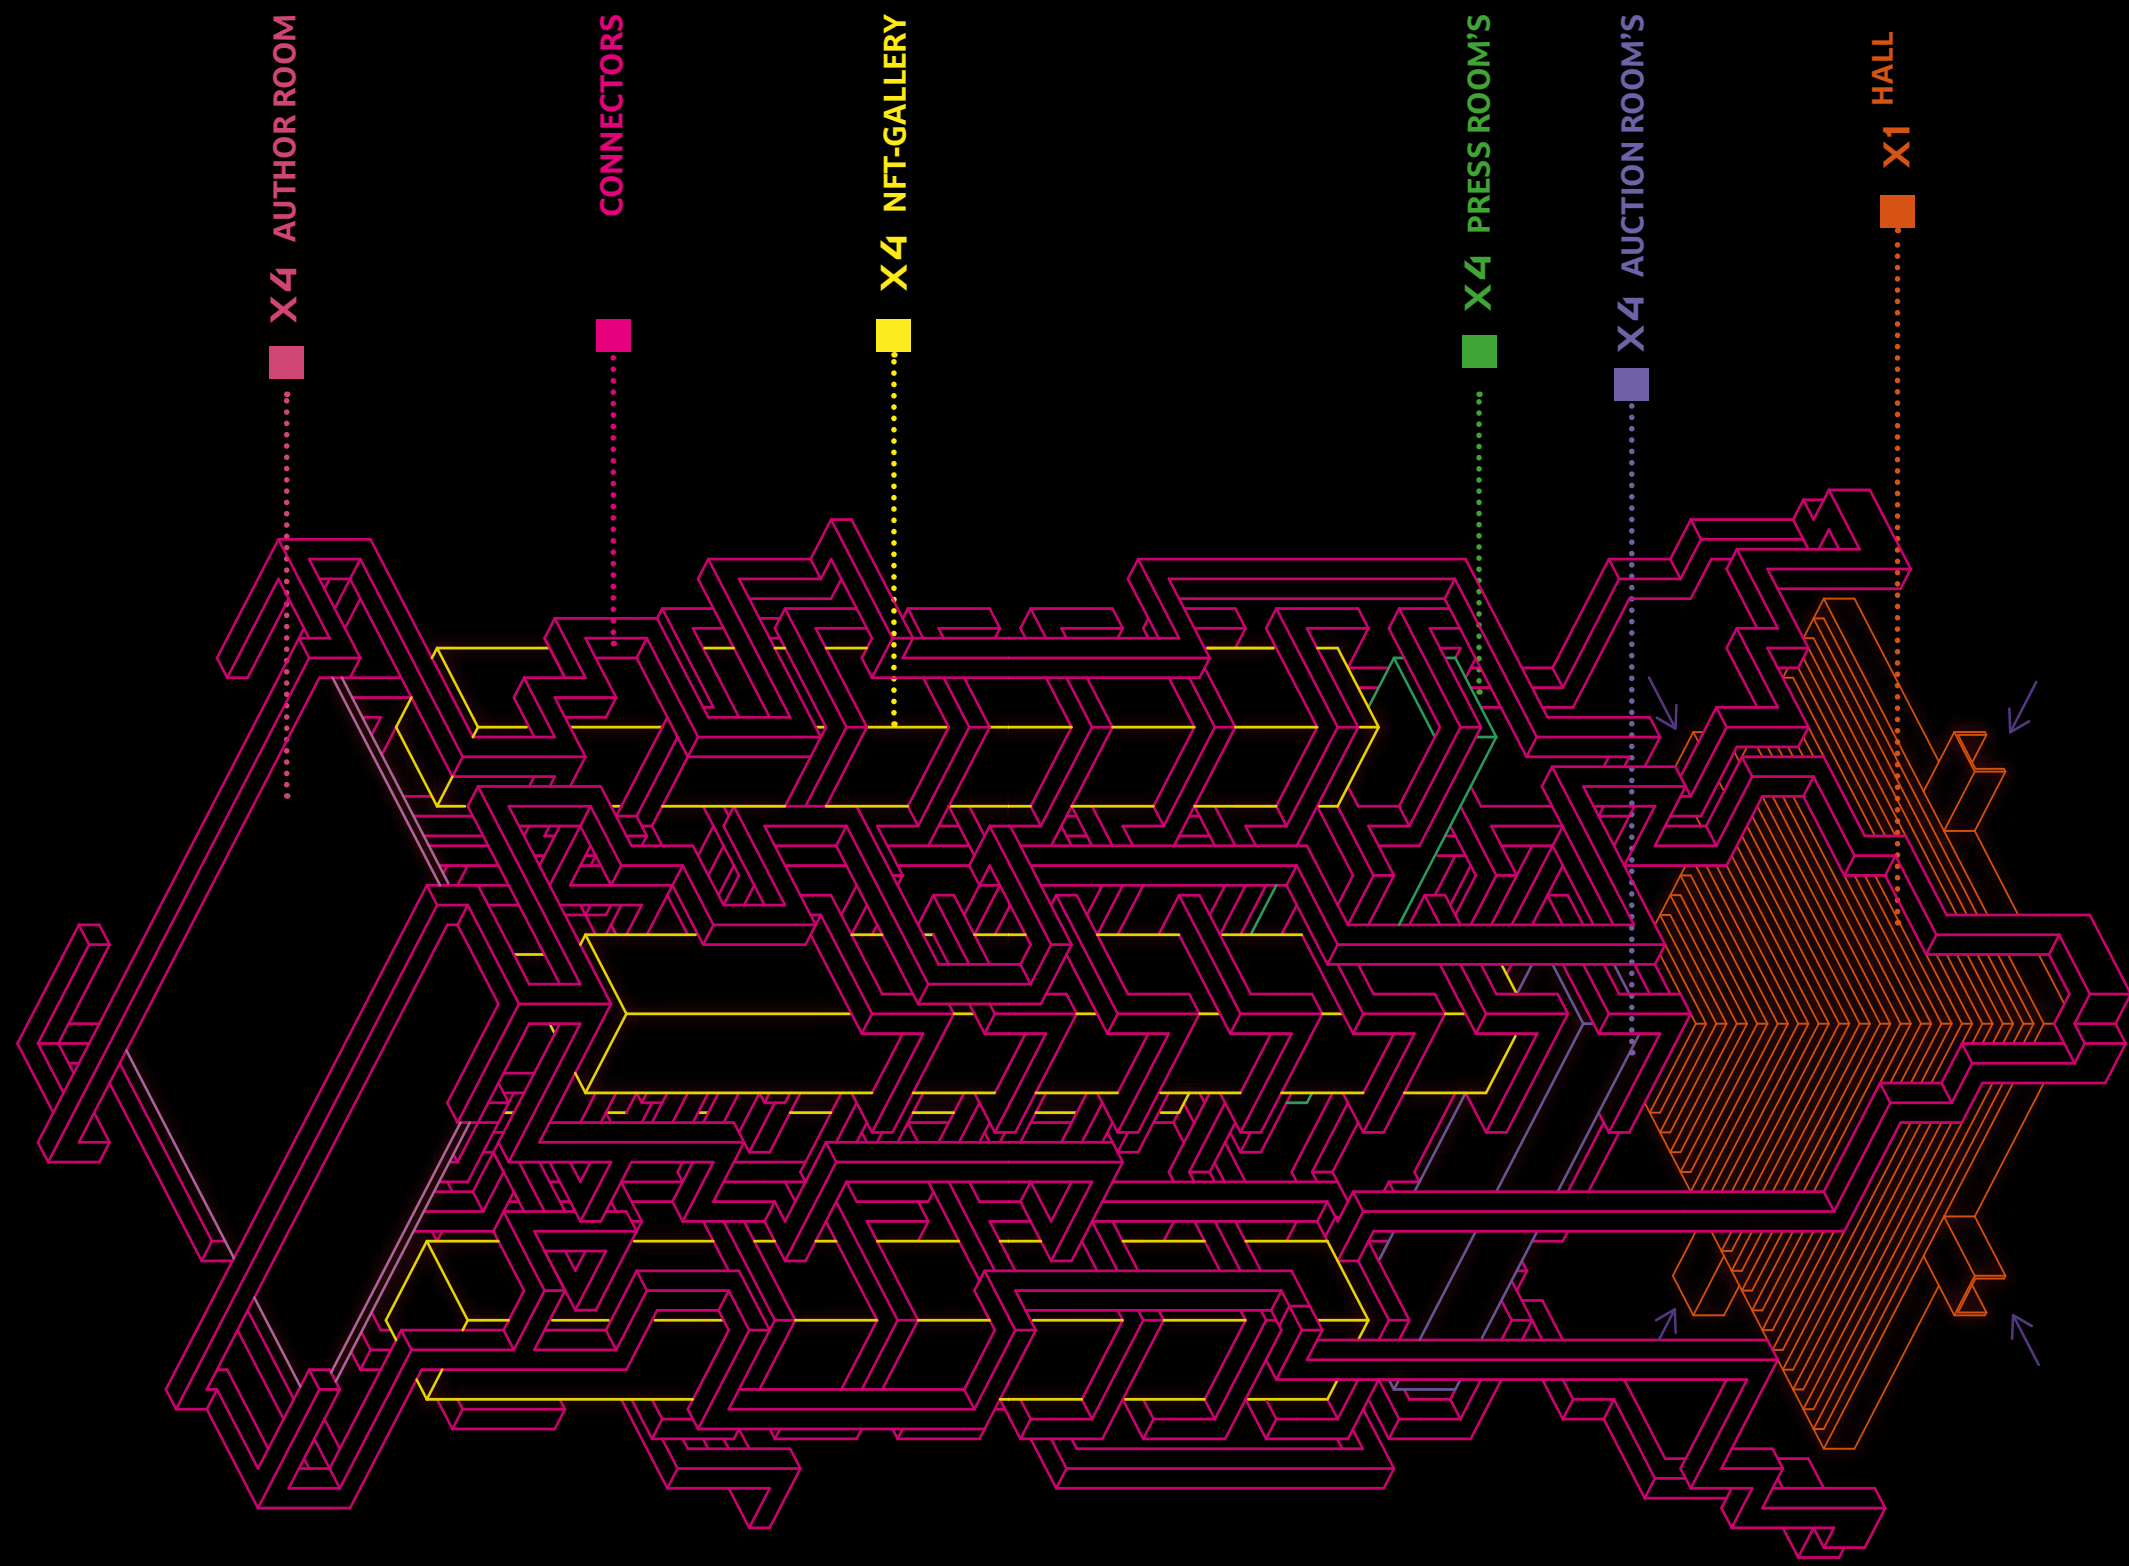 X4 AUTHOR ROOM
CONNECTORS
X4 NFT-GALLERY
X4 PRESS ROOM'S
X4 AUCTION ROOM'S
X1 HALL